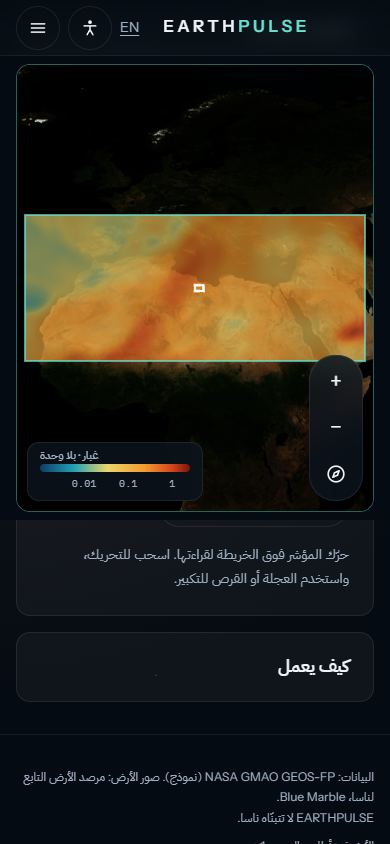 EN
EARTHPULSE
+
−
غبار · بلا وحدة
0.01 0.1 1
حرّك المؤشر فوق الخريطة لقراءتها. اسحب للتحريك،
واستخدم العجلة أو القرص للتكبير.
كيف يعمل
البيانات: NASA GMAO GEOS-FP (نموذج). صور الأرض: مرصد الأرض التابع
لناسا، Blue Marble.
EARTHPULSE لا تتبنّاه ناسا.